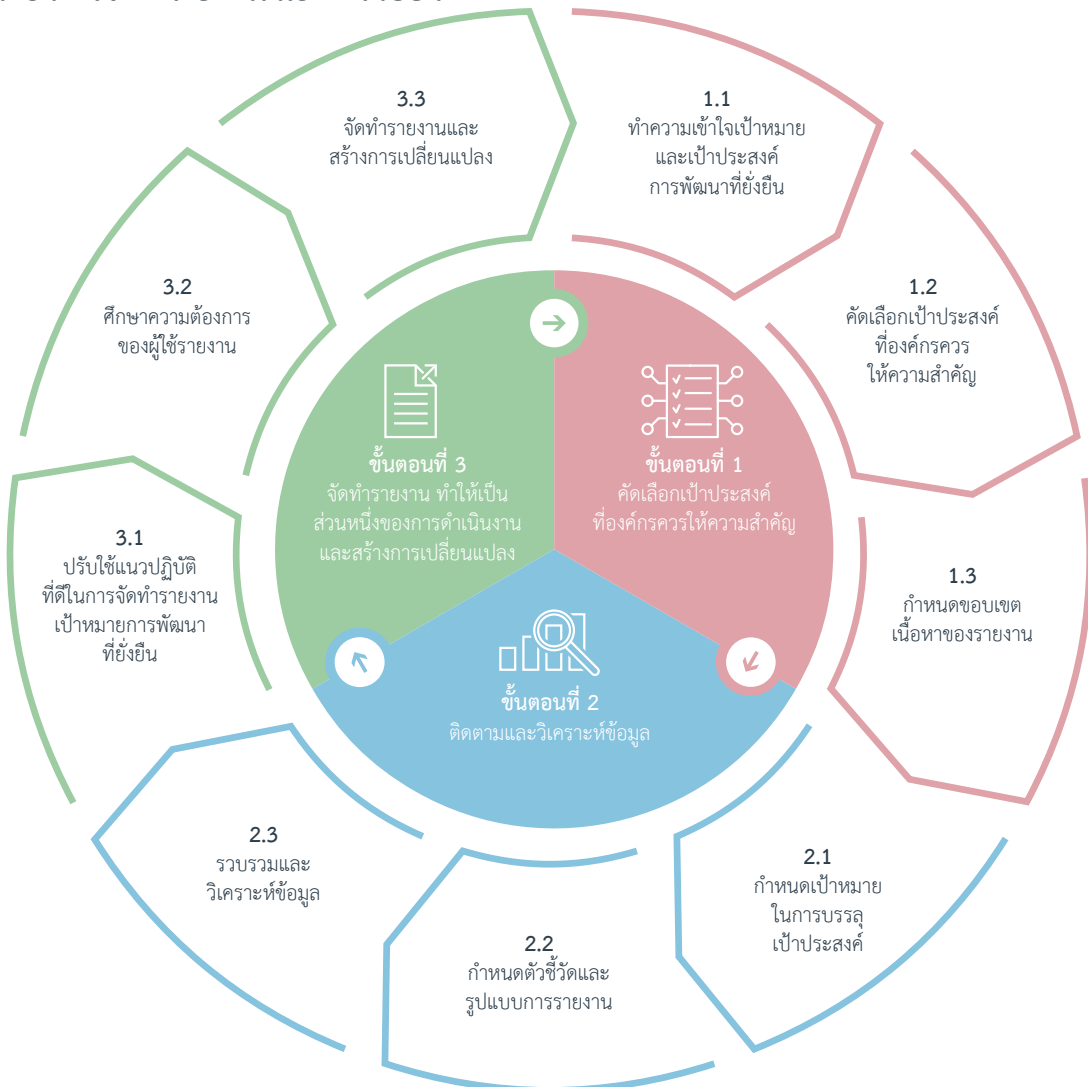 3.3
จัดทำรายงานและ
สร้างการเปลี่ยนแปลง
1.1
ทำความเข้าใจเป้าหมาย
และเป้าประสงค์
การพัฒนาที่ยั่งยืน
3.2
ศึกษาความต้องการ
ของผู้ใช้รายงาน
1.2
คัดเลือกเป้าประสงค์
ที่องค์กรควร
ให้ความสำคัญ
ขั้นตอนที่ 3
จัดทำรายงาน ทำให้เป็น
ส่วนหนึ่งของการดำเนินงาน
และสร้างการเปลี่ยนแปลง
ขั้นตอนที่ 1
คัดเลือกเป้าประสงค์
ที่องค์กรควรให้ความสำคัญ
3.1
ปรับใช้แนวปฏิบัติ
ที่ดีในการจัดทำรายงาน
เป้าหมายการพัฒนา
ที่ยั่งยืน
1.3
กำหนดขอบเขต
เนื้อหาของรายงาน
ขั้นตอนที่ 2
ติดตามและวิเคราะห์ข้อมูล
2.3
รวบรวมและ
วิเคราะห์ข้อมูล
2.1
กำหนดเป้าหมาย
ในการบรรลุ
เป้าประสงค์
2.2
กำหนดตัวชี้วัดและ
รูปแบบการรายงาน